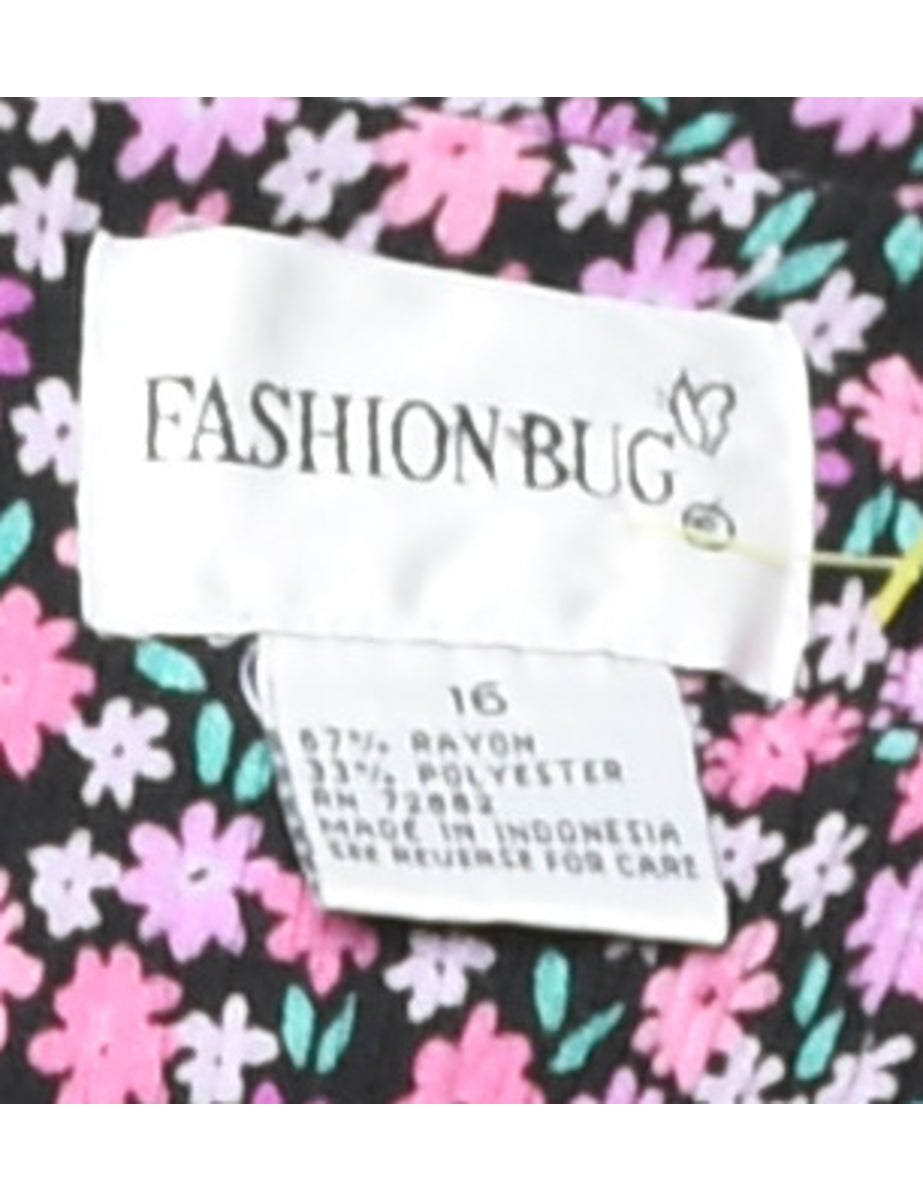 FASHION BUG
®
16
67% RAYON
33% POLYESTER
RN 72882
MADE IN INDONESIA
SEE REVERSE FOR CARE